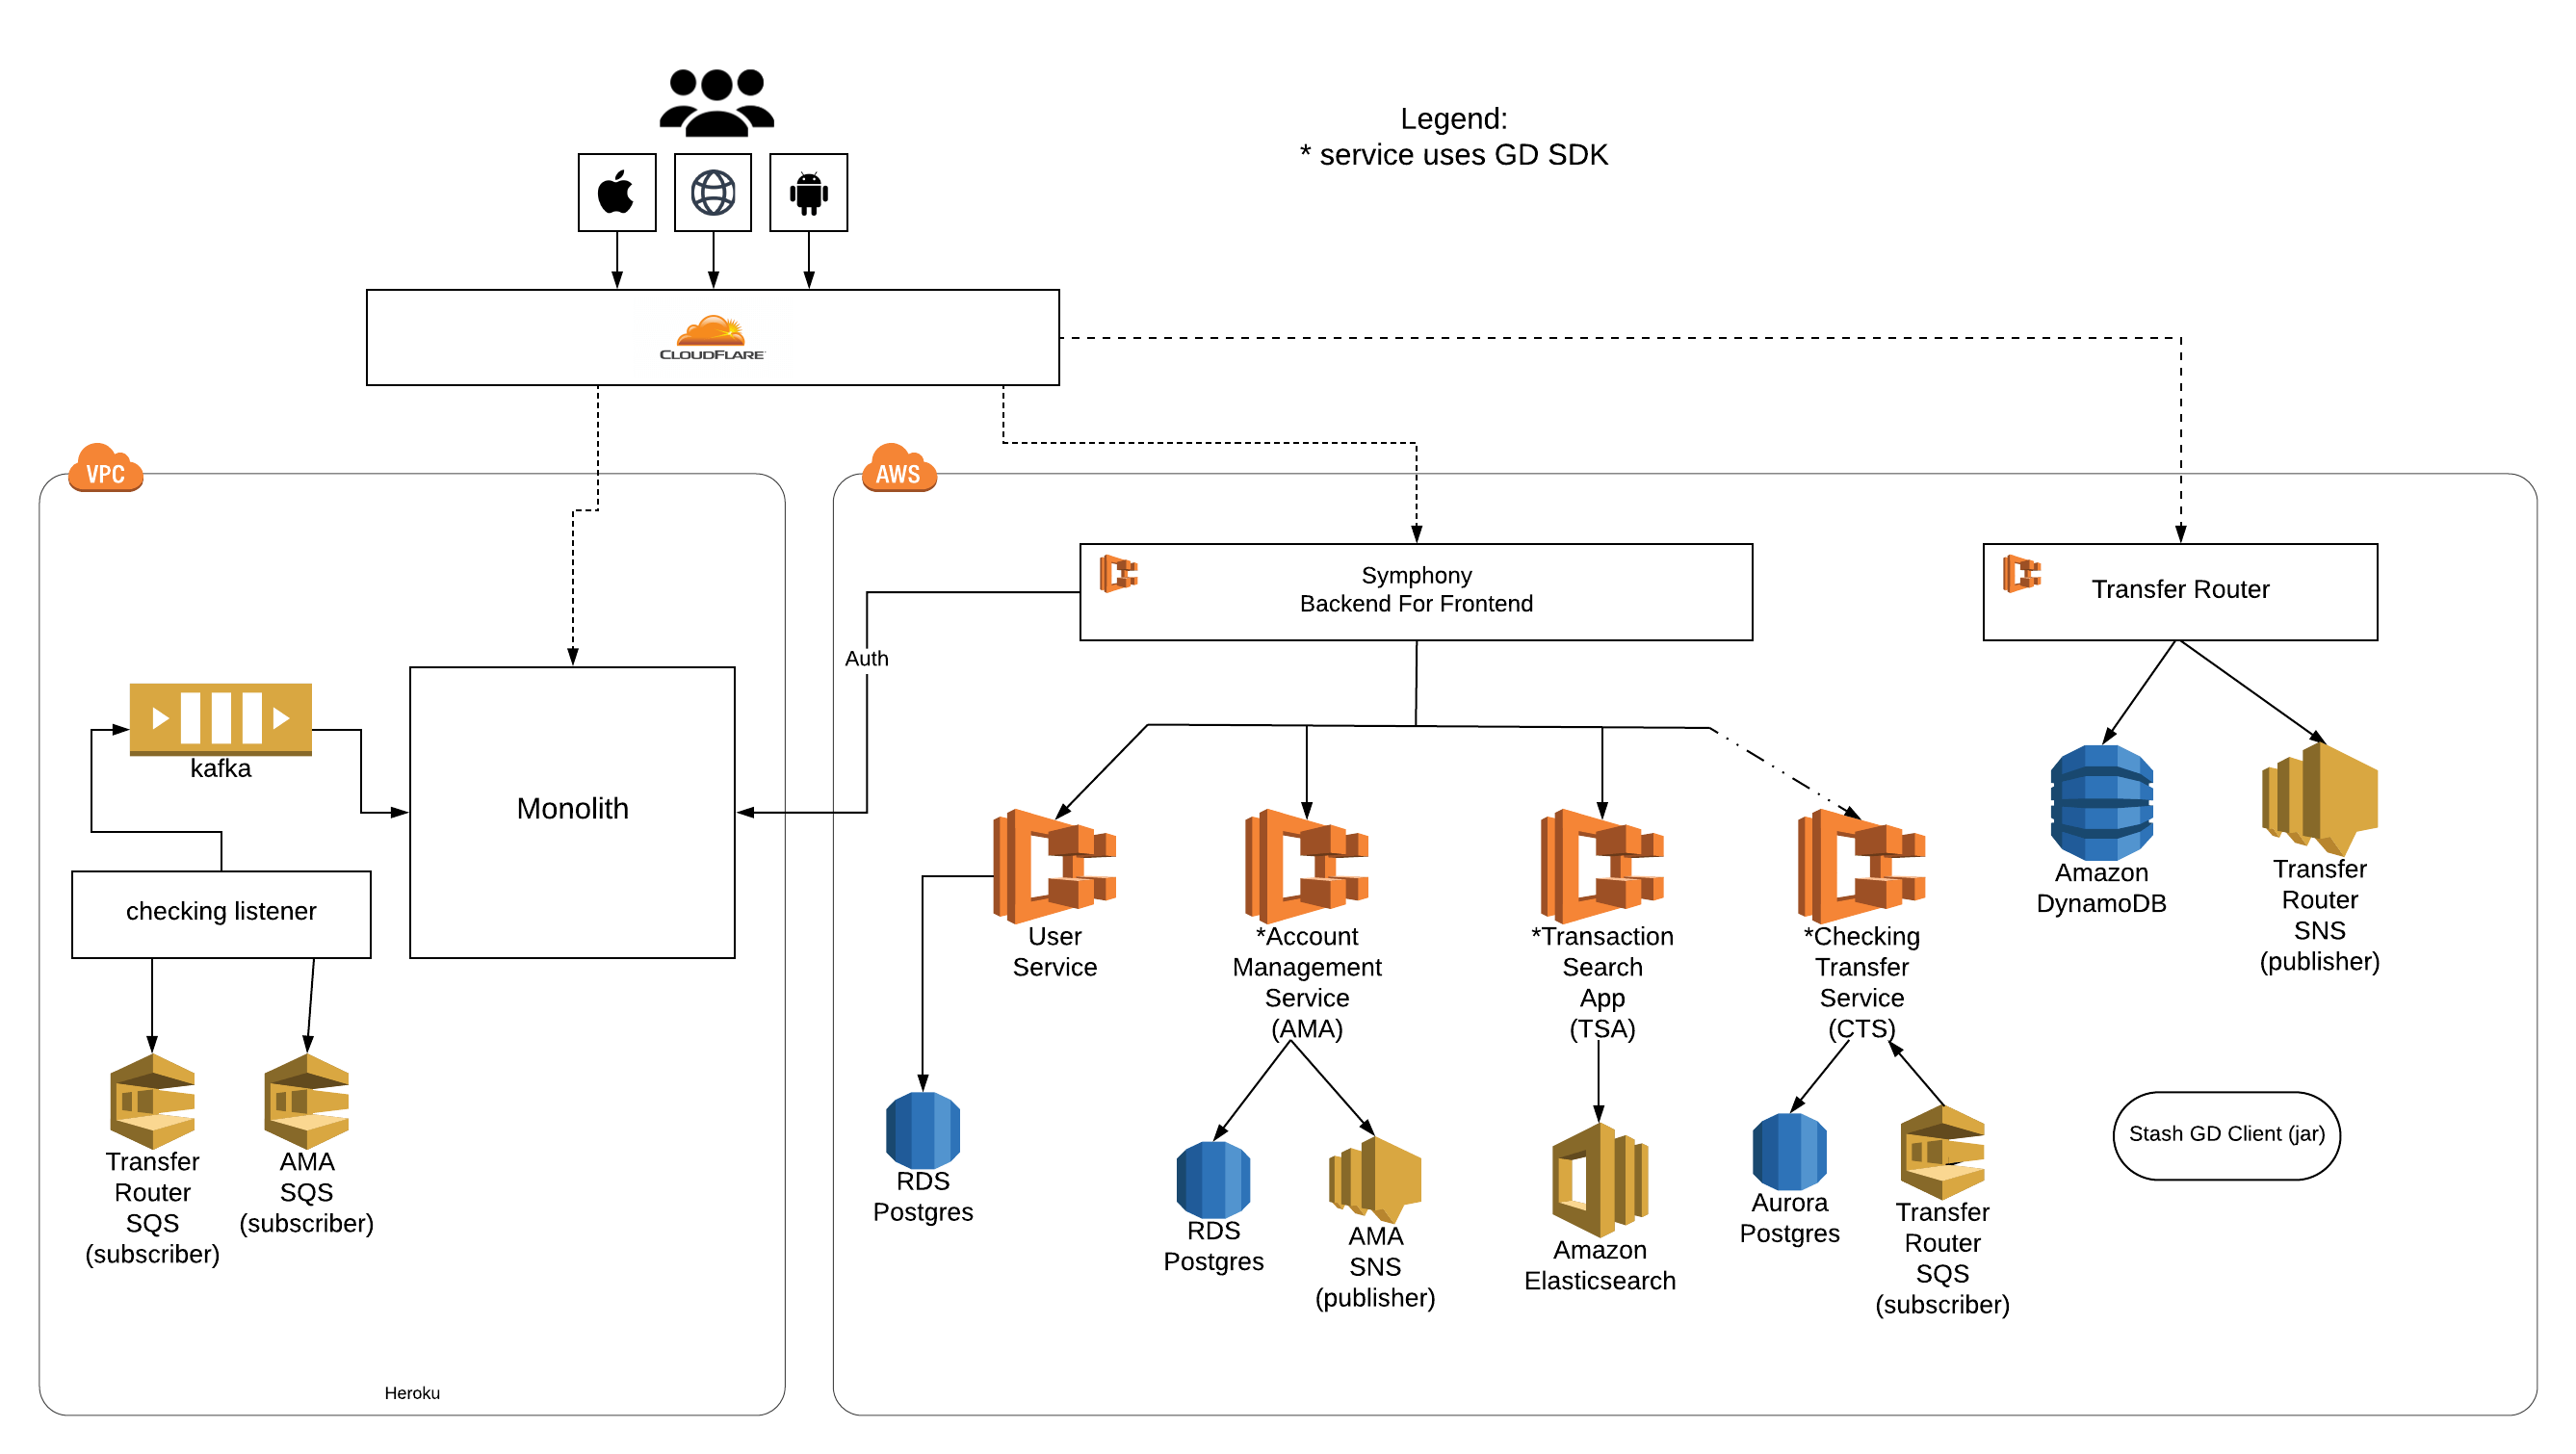 Legend:
* service uses GD SDK
CLOUDFLARE
VPC
AWS
Symphony
Backend For Frontend
Transfer Router
Auth
kafka
Monolith
checking listener
User
Service
*Account
Management
Service
(AMA)
*Transaction
Search
App
(TSA)
*Checking
Transfer
Service
(CTS)
Amazon
DynamoDB
Transfer
Router
SNS
(publisher)
Transfer
Router
SQS
(subscriber)
AMA
SQS
(subscriber)
RDS
Postgres
RDS
Postgres
AMA
SNS
(publisher)
Amazon
Elasticsearch
Aurora
Postgres
Transfer
Router
SQS
(subscriber)
Stash GD Client (jar)
Heroku